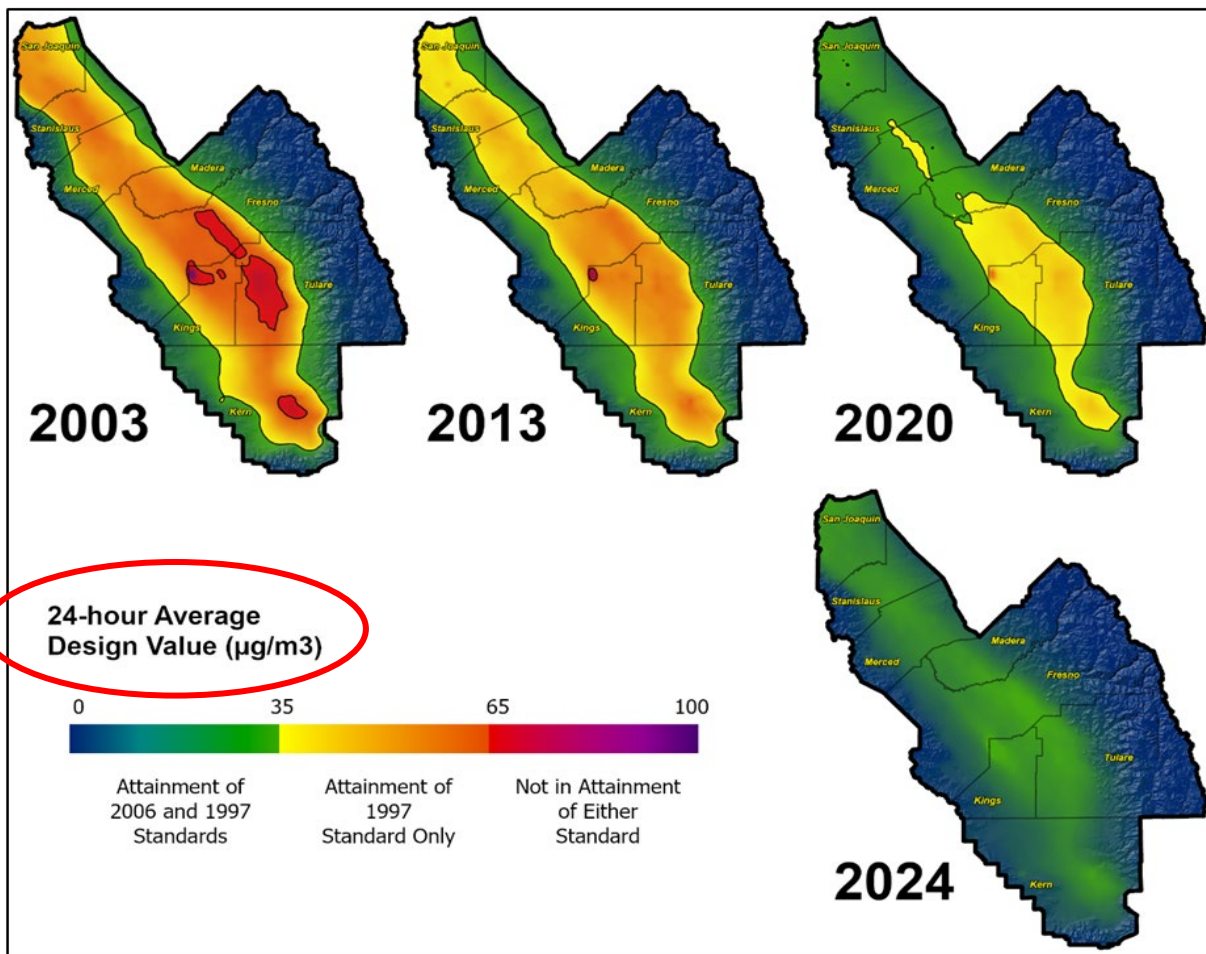 San Joaquin
Stanislaus
Merced
Madera
Fresno
Tulare
Kings
Kern
2003
San Joaquin
Stanislaus
Merced
Madera
Fresno
Tulare
Kings
Kern
2013
San Joaquin
Stanislaus
Merced
Madera
Fresno
Tulare
Kings
Kern
2020
24-hour Average
Design Value (µg/m3)
0 35 65 100
Attainment of
2006 and 1997
Standards
Attainment of
1997
Standard Only
Not in Attainment
of Either
Standard
San Joaquin
Stanislaus
Merced
Madera
Fresno
Tulare
Kings
Kern
2024